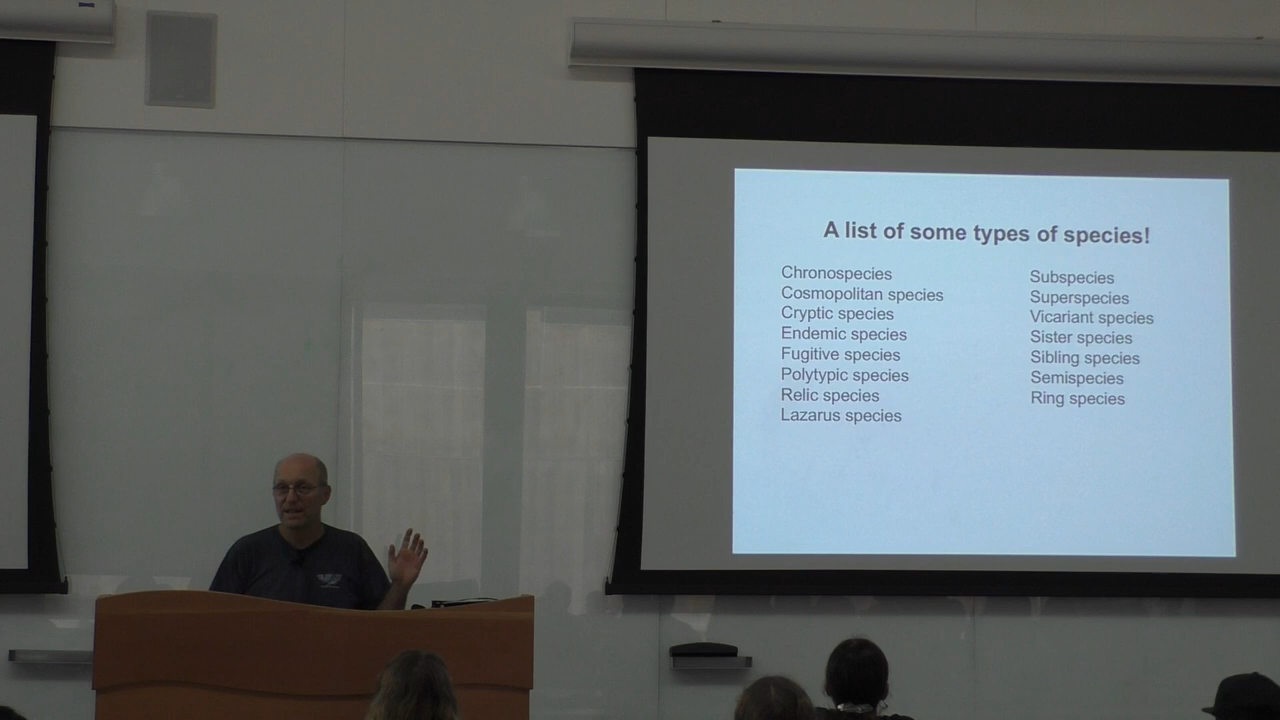 A list of some types of species!
Chronospecies
Cosmopolitan species
Cryptic species
Endemic species
Fugitive species
Polytypic species
Relic species
Lazarus species
Subspecies
Superspecies
Vicariant species
Sister species
Sibling species
Semispecies
Ring species